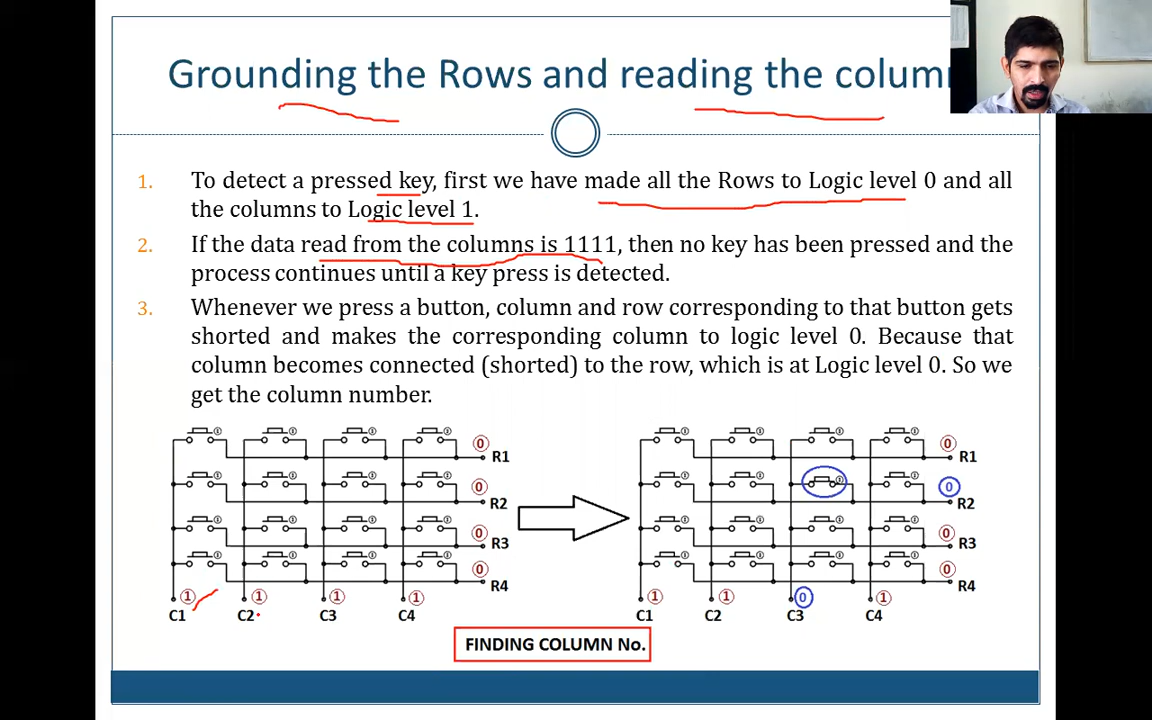 Grounding the Rows and reading the colum
1. To detect a pressed key, first we have made all the Rows to Logic level 0 and all
the columns to Logic level 1.
2. If the data read from the columns is 1111, then no key has been pressed and the
process continues until a key press is detected.
3. Whenever we press a button, column and row corresponding to that button gets
shorted and makes the corresponding column to logic level 0. Because that
column becomes connected (shorted) to the row, which is at Logic level 0. So we
get the column number.
0 R1 0 R1
0 R2 0 R2
0 R3 0 R3
0 R4 0 R4
1 1 1 1 1 1 0 1
C1 C2 C3 C4 C1 C2 C3 C4
FINDING COLUMN No.